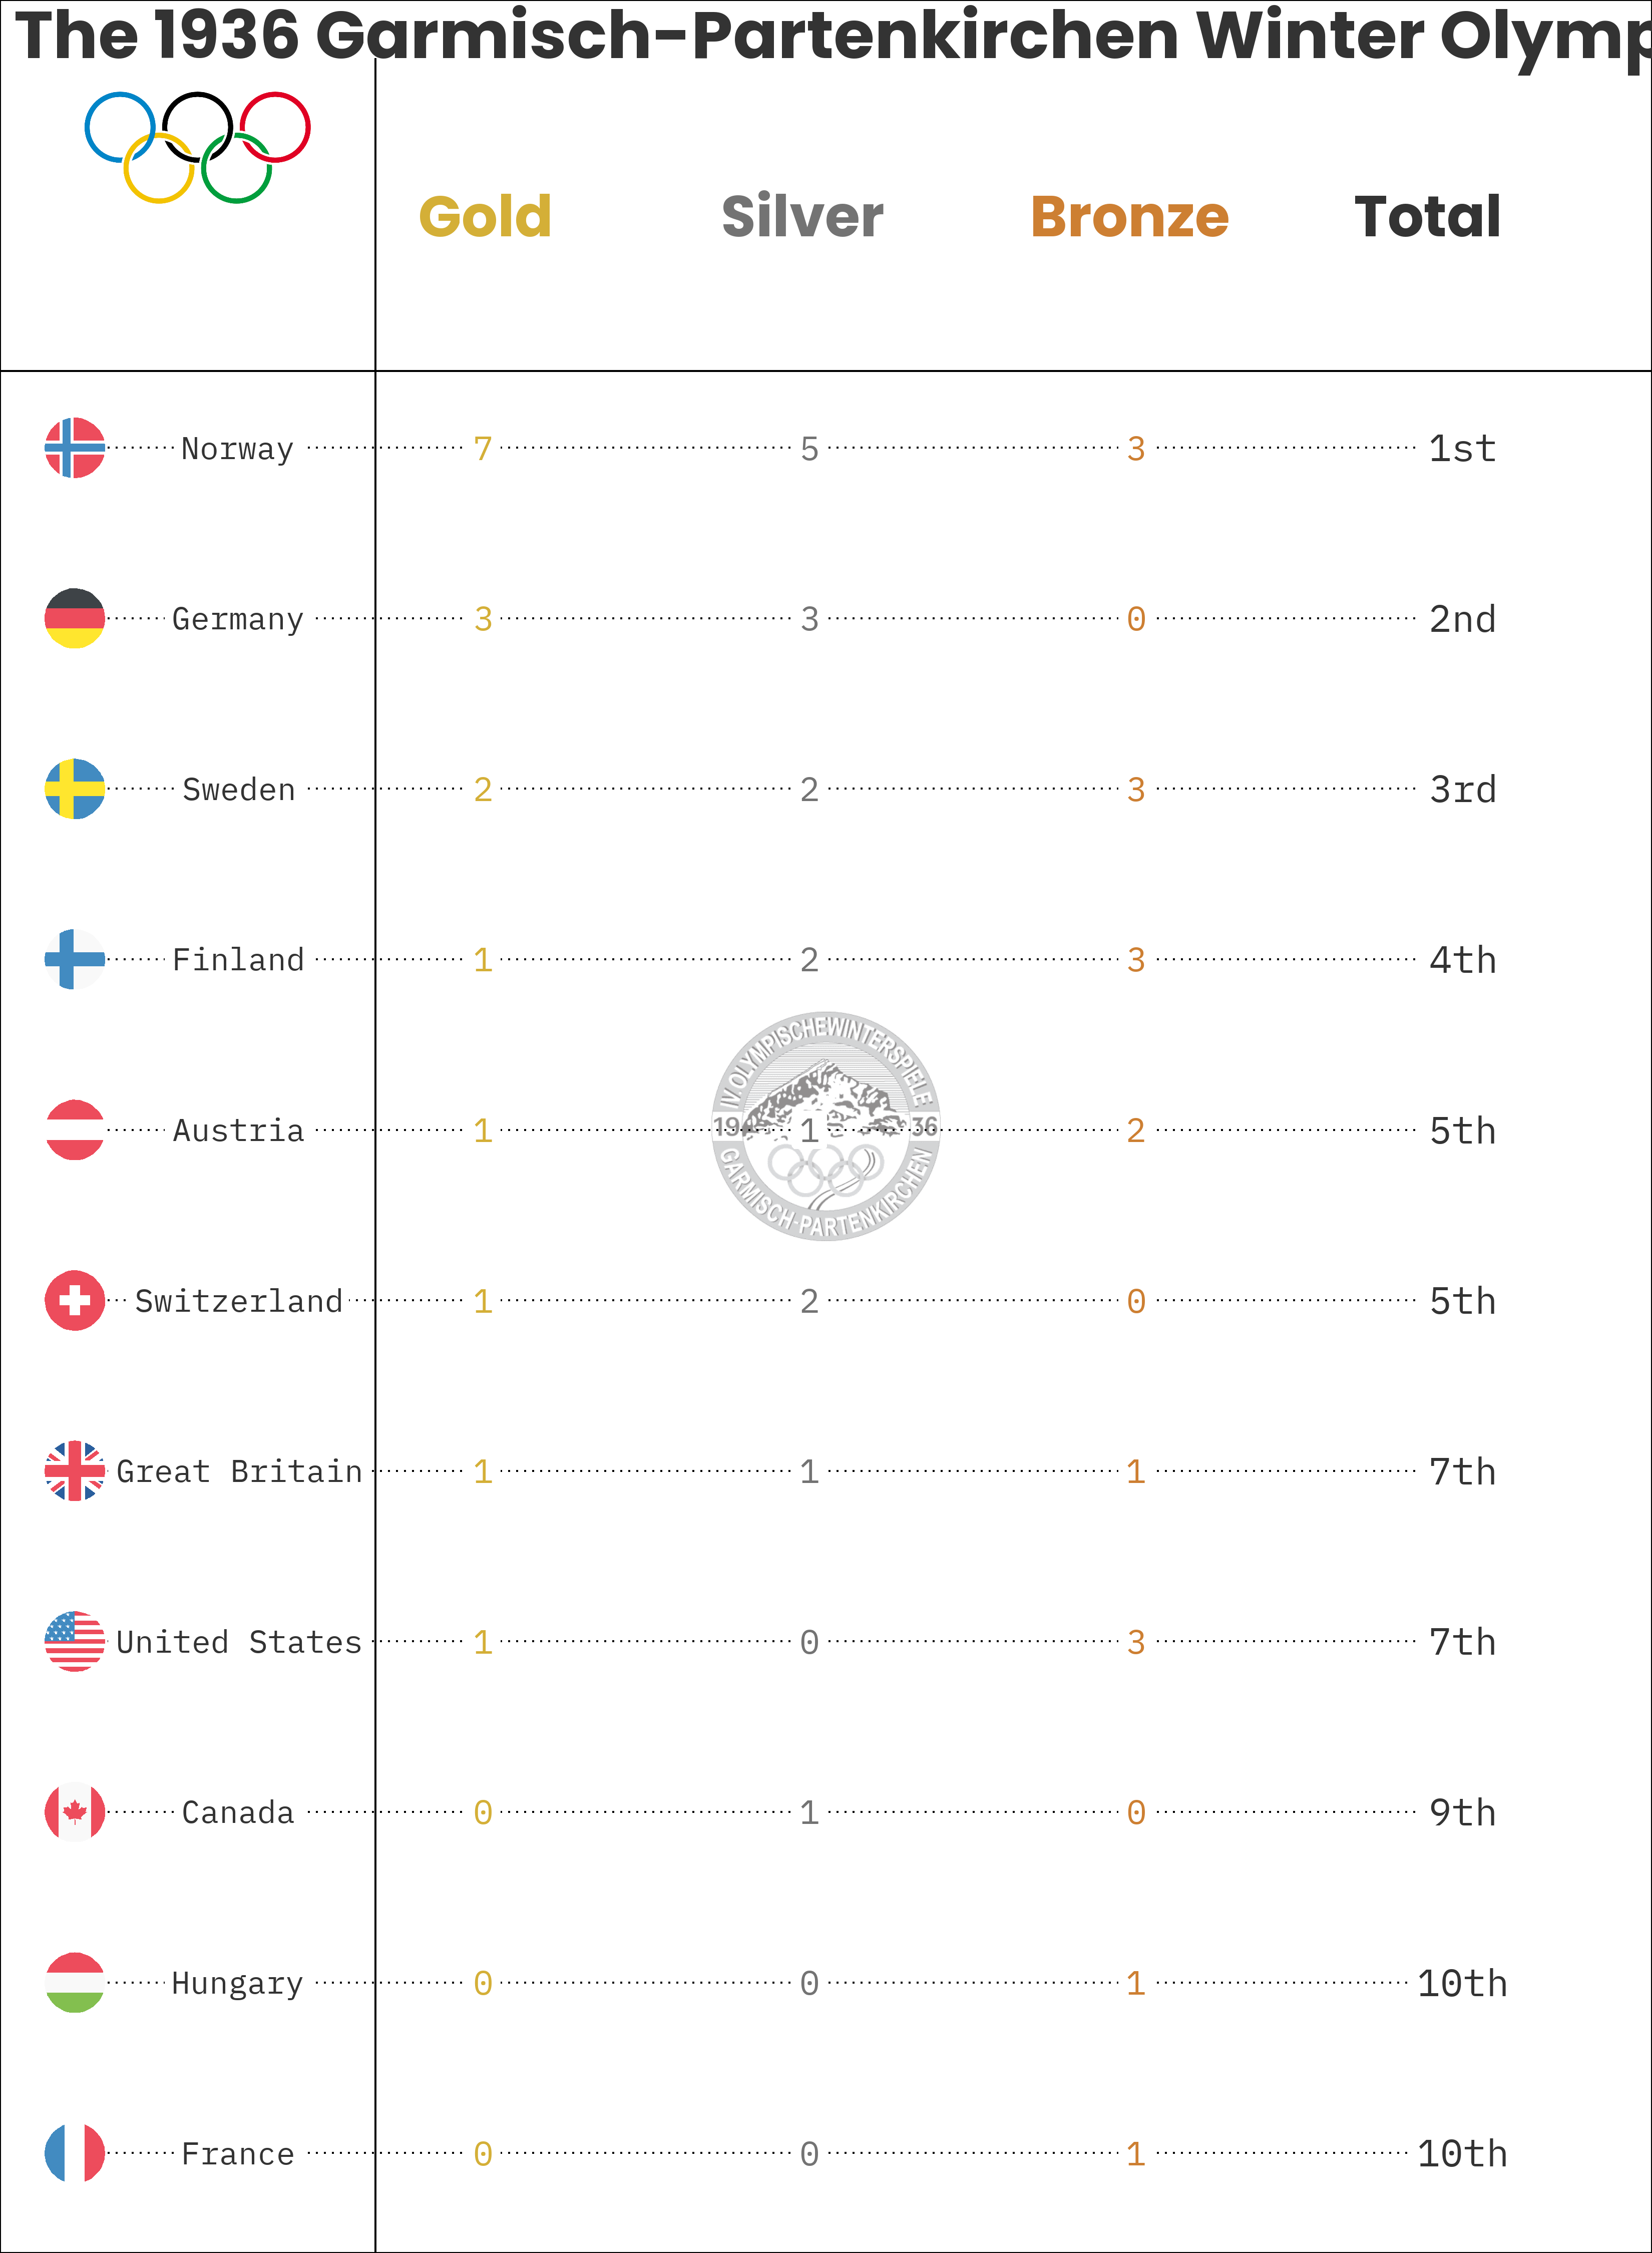 The 1936 Garmisch-Partenkirchen Winter Olymp
Gold Silver Bronze Total
Norway 7 5 3 1st
Germany 3 3 0 2nd
Sweden 2 2 3 3rd
Finland 1 2 3 4th
IV OLYMPISCHE WINTERSPIELE
Austria 1 1 2 5th
36
GARMISCH-PARTENKIRCHEN
Switzerland 1 2 0 5th
Great Britain 1 1 1 7th
United States 1 0 3 7th
Canada 0 1 0 9th
Hungary 0 0 1 10th
France 0 0 1 10th